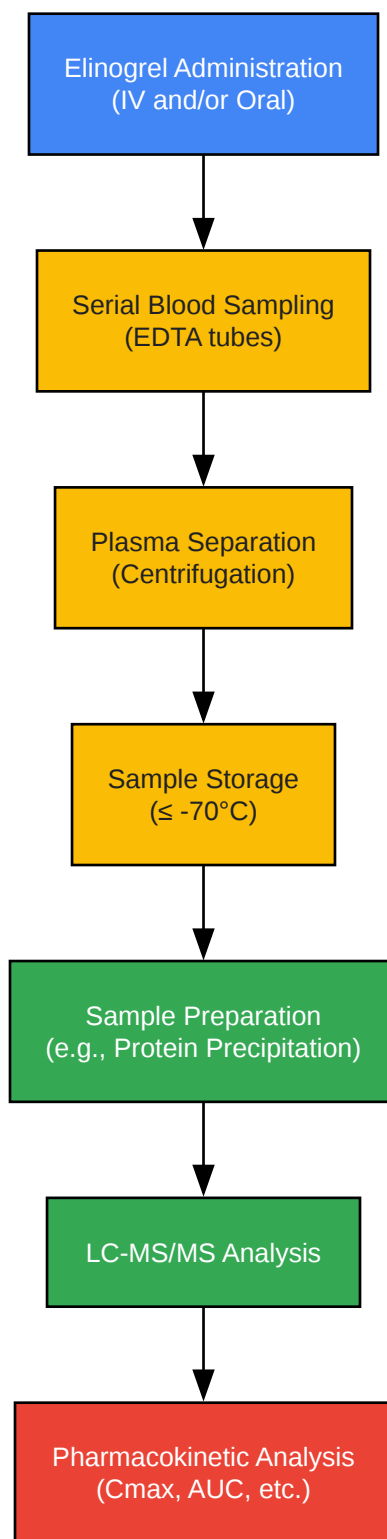 Elinogrel Administration
(IV and/or Oral)
Serial Blood Sampling
(EDTA tubes)
Plasma Separation
(Centrifugation)
Sample Storage
(≤ -70°C)
Sample Preparation
(e.g., Protein Precipitation)
LC-MS/MS Analysis
Pharmacokinetic Analysis
(Cmax, AUC, etc.)